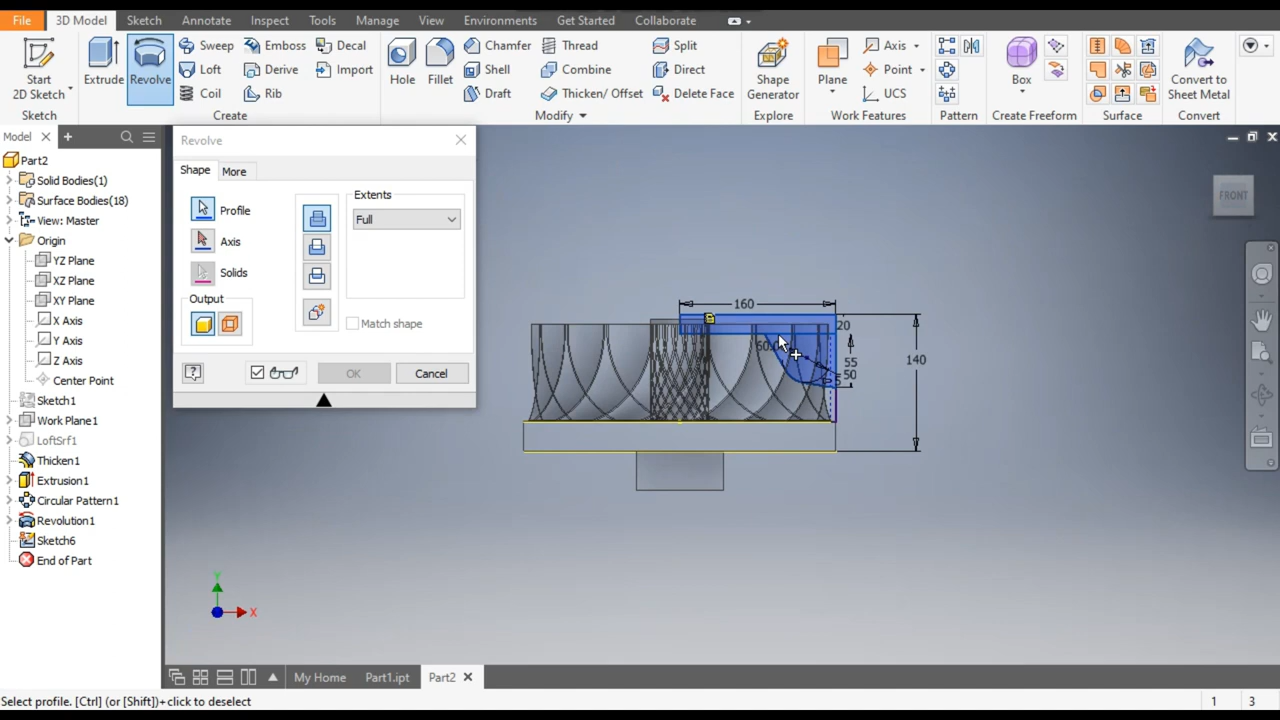 File 3D Model Sketch Annotate Inspect Tools Manage View Environments Get Started Collaborate
Start
2D Sketch
Extrude
Revolve
Sweep
Emboss
Decal
Loft
Derive
Import
Coil
Rib
Hole
Fillet
Chamfer
Thread
Split
Shell
Combine
Direct
Draft
Thicken/ Offset
Delete Face
Shape
Generator
Plane
Axis
Point
UCS
Box
Convert to
Sheet Metal
Sketch
Create
Modify
Explore
Work Features
Pattern
Create Freeform
Surface
Convert
Model
Part2
Solid Bodies(1)
Surface Bodies(18)
View: Master
Origin
YZ Plane
XZ Plane
XY Plane
X Axis
Y Axis
Z Axis
Center Point
Sketch1
Work Plane1
LoftSrf1
Thicken1
Extrusion1
Circular Pattern1
Revolution1
Sketch6
End of Part
Revolve
Shape More
Profile
Axis
Solids
Output
Extents
Full
Match shape
OK
Cancel
FRONT
160
20
140
55
50
Y
X
My Home
Part1.ipt
Part2
Select profile. [Ctrl] (or [Shift])+click to deselect
1 3